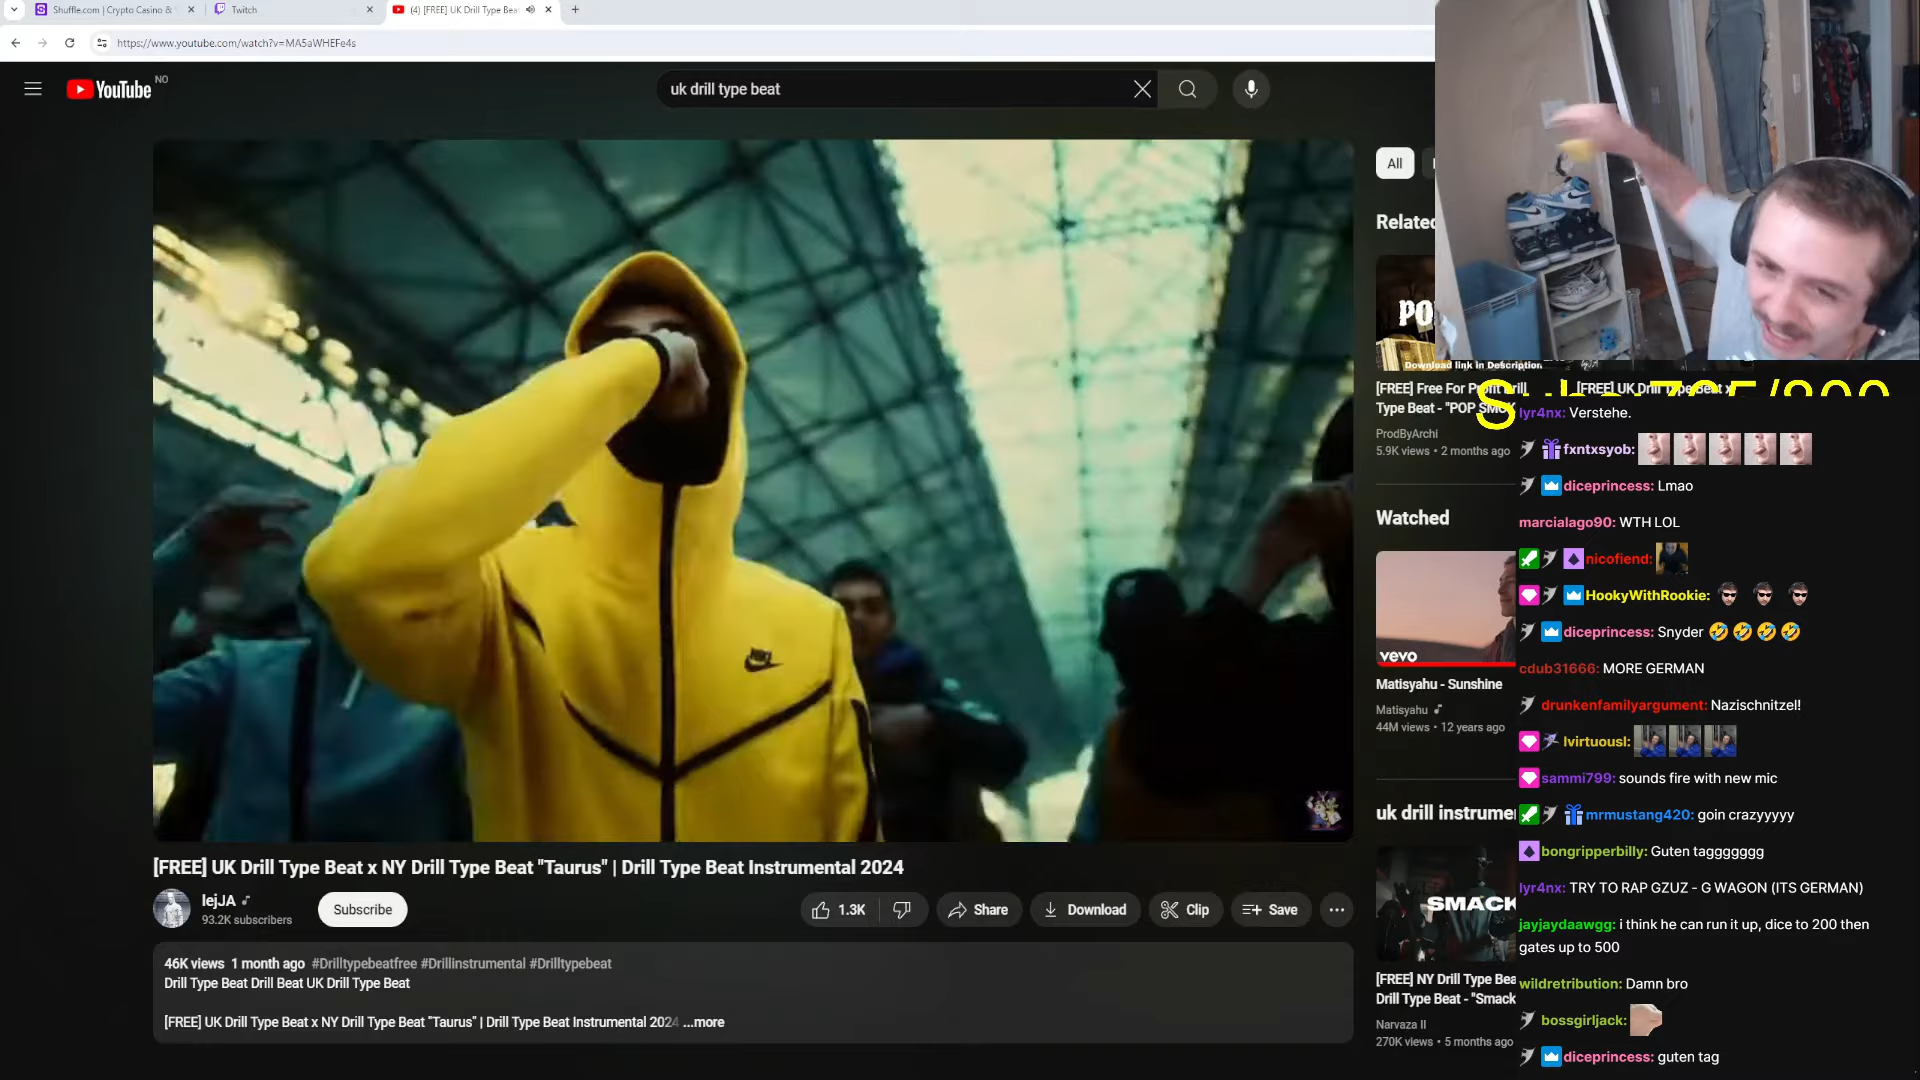 Shuffle.com | Crypto Casino &
Twitch
(4) [FREE] UK Drill Type Bea
https://www.youtube.com/watch?v=MA5aWHEFe4s
YouTube NO
uk drill type beat
All
Related
PO
Download link in Description
[FREE] Free For Profit Drill
Type Beat - "POP SMOK
ProdByArchi
5.9K views • 2 months ago
[FREE] UK Drill Type Beat x
Watched
vevo
Matisyahu - Sunshine
Matisyahu
44M views • 12 years ago
uk drill instrume
SMACK
[FREE] NY Drill Type Bea
Drill Type Beat - "Smack
Narvaza II
270K views • 5 months ago
[FREE] UK Drill Type Beat x NY Drill Type Beat "Taurus" | Drill Type Beat Instrumental 2024
lejJA
93.2K subscribers
Subscribe
1.3K
Share
Download
Clip
Save
46K views 1 month ago #Drilltypebeatfree #Drillinstrumental #Drilltypebeat
Drill Type Beat Drill Beat UK Drill Type Beat
[FREE] UK Drill Type Beat x NY Drill Type Beat "Taurus" | Drill Type Beat Instrumental 2024 ...more
lyr4nx: Verstehe.
fxntxsyob:
diceprincess: Lmao
marcialago90: WTH LOL
nicofiend:
HookyWithRookie:
diceprincess: Snyder 🤣🤣🤣🤣
cdub31666: MORE GERMAN
drunkenfamilyargument: Nazischnitzel!
lvirtuousl:
sammi799: sounds fire with new mic
mrmustang420: goin crazyyyyy
bongripperbilly: Guten taggggggg
lyr4nx: TRY TO RAP GZUZ - G WAGON (ITS GERMAN)
jayjaydaawgg: i think he can run it up, dice to 200 then
gates up to 500
wildretribution: Damn bro
bossgirljack:
diceprincess: guten tag